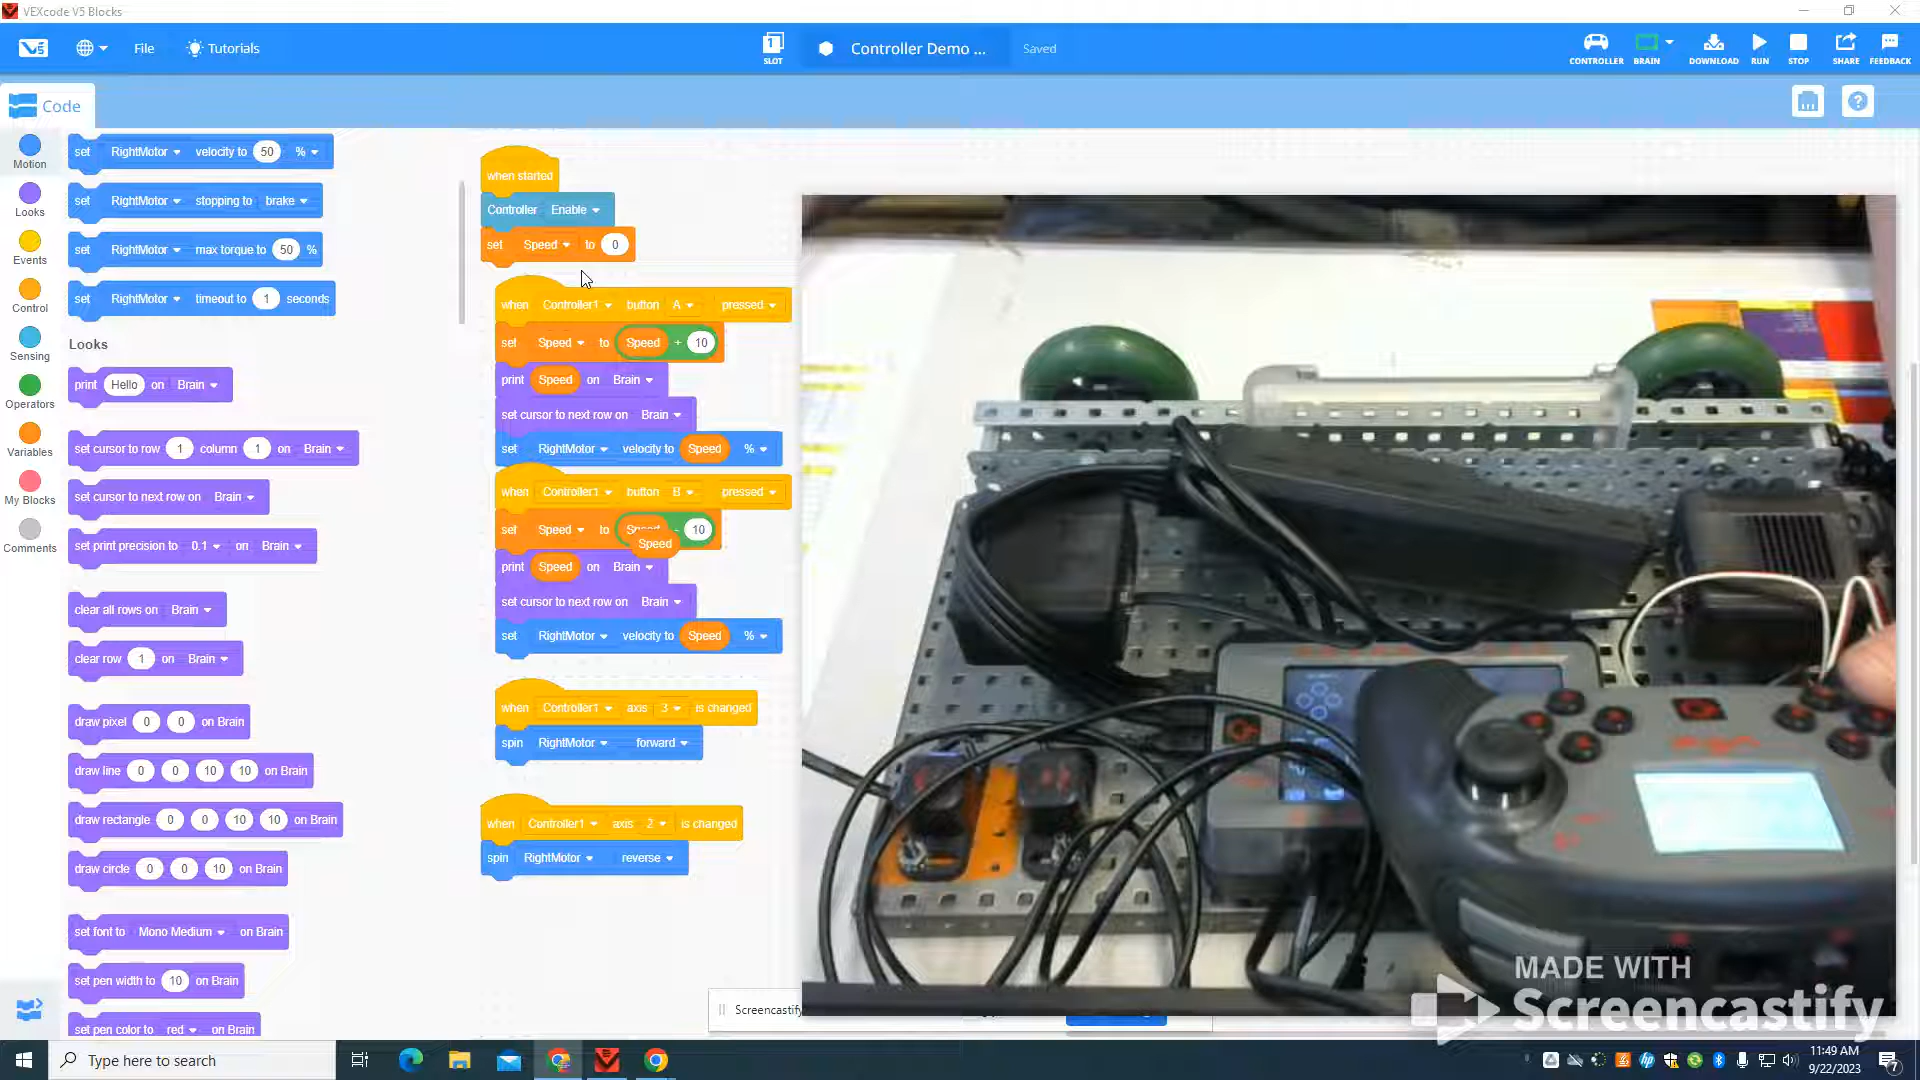 VEXcode V5 Blocks
V5
File
Tutorials
1
SLOT
Controller Demo ...
Saved
CONTROLLER
BRAIN
DOWNLOAD
RUN
STOP
SHARE
FEEDBACK
Code
Motion
Looks
Events
Control
Sensing
Operators
Variables
My Blocks
Comments
set RightMotor velocity to 50 %
set RightMotor stopping to brake
set RightMotor max torque to 50 %
set RightMotor timeout to 1 seconds
Looks
print Hello on Brain
set cursor to row 1 column 1 on Brain
set cursor to next row on Brain
set print precision to 0.1 on Brain
clear all rows on Brain
clear row 1 on Brain
draw pixel 0 0 on Brain
draw line 0 0 10 10 on Brain
draw rectangle 0 0 10 10 on Brain
draw circle 0 0 10 on Brain
set font to Mono Medium on Brain
set pen width to 10 on Brain
set pen color to red on Brain
when started
Controller Enable
set Speed to 0
when Controller1 button A pressed
set Speed to Speed + 10
print Speed on Brain
set cursor to next row on Brain
set RightMotor velocity to Speed %
when Controller1 button B pressed
set Speed to Speed - 10
Speed
print Speed on Brain
set cursor to next row on Brain
set RightMotor velocity to Speed %
when Controller1 axis 3 is changed
spin RightMotor forward
when Controller1 axis 2 is changed
spin RightMotor reverse
Screencastify
MADE WITH
Screencastify
Type here to search
11:49 AM
9/22/2023
7